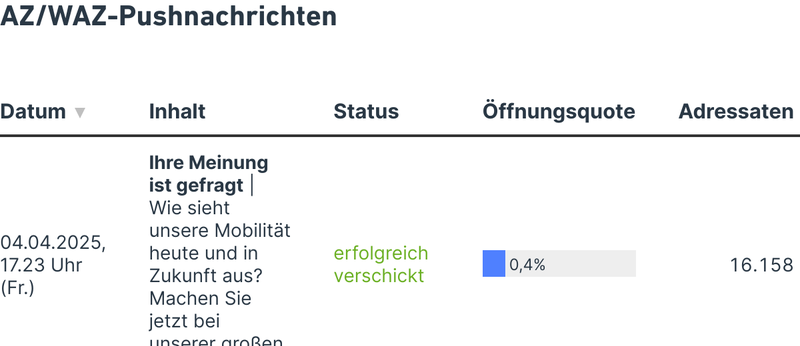 AZ/WAZ-Pushnachrichten
Datum ▼ Inhalt Status Öffnungsquote Adressaten
04.04.2025,
17.23 Uhr
(Fr.)
Ihre Meinung
ist gefragt |
Wie sieht
unsere Mobilität
heute und in
Zukunft aus?
Machen Sie
jetzt bei
unserer großen
erfolgreich
verschickt
0,4%
16.158